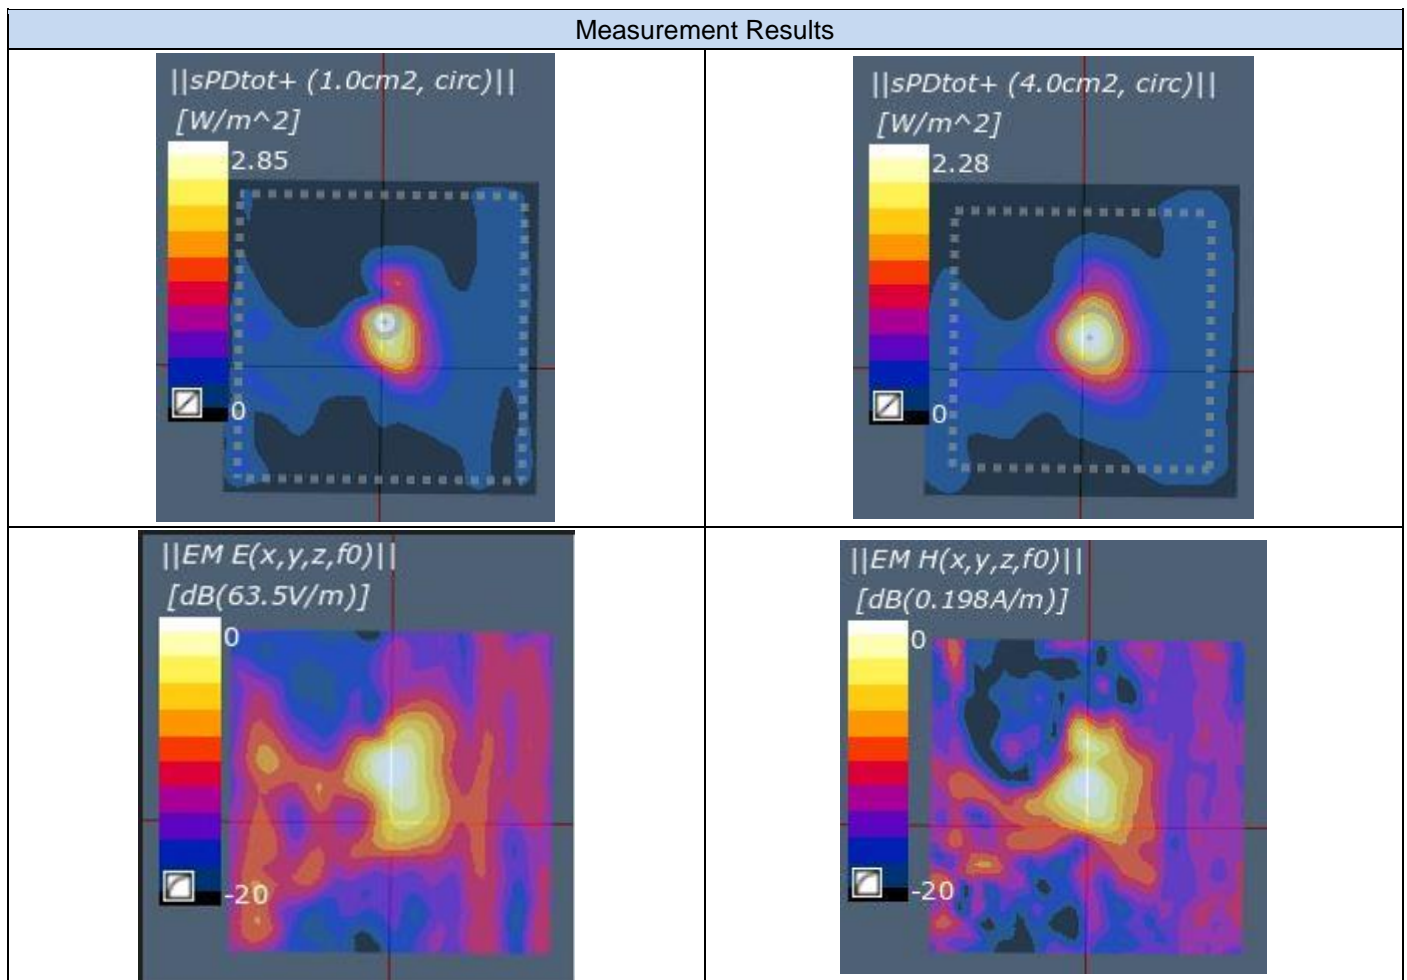 Measurement Results
||sPDtot+ (1.0cm2, circ)||
[W/m^2]
2.85
0
||sPDtot+ (4.0cm2, circ)||
[W/m^2]
2.28
0
||EM E(x,y,z,f0)||
[dB(63.5V/m)]
0
-20
||EM H(x,y,z,f0)||
[dB(0.198A/m)]
0
-20